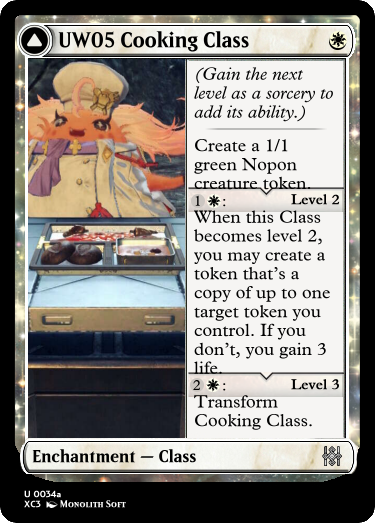 UW05 Cooking Class
(Gain the next
level as a sorcery to
add its ability.)
Create a 1/1
green Nopon
creature token.
1 : Level 2
When this Class
becomes level 2,
you may create a
token that's a
copy of up to one
target token you
control. If you
don't, you gain 3
life.
2 : Level 3
Transform
Cooking Class.
Enchantment — Class
U 0034a
XC3 Monolith Soft